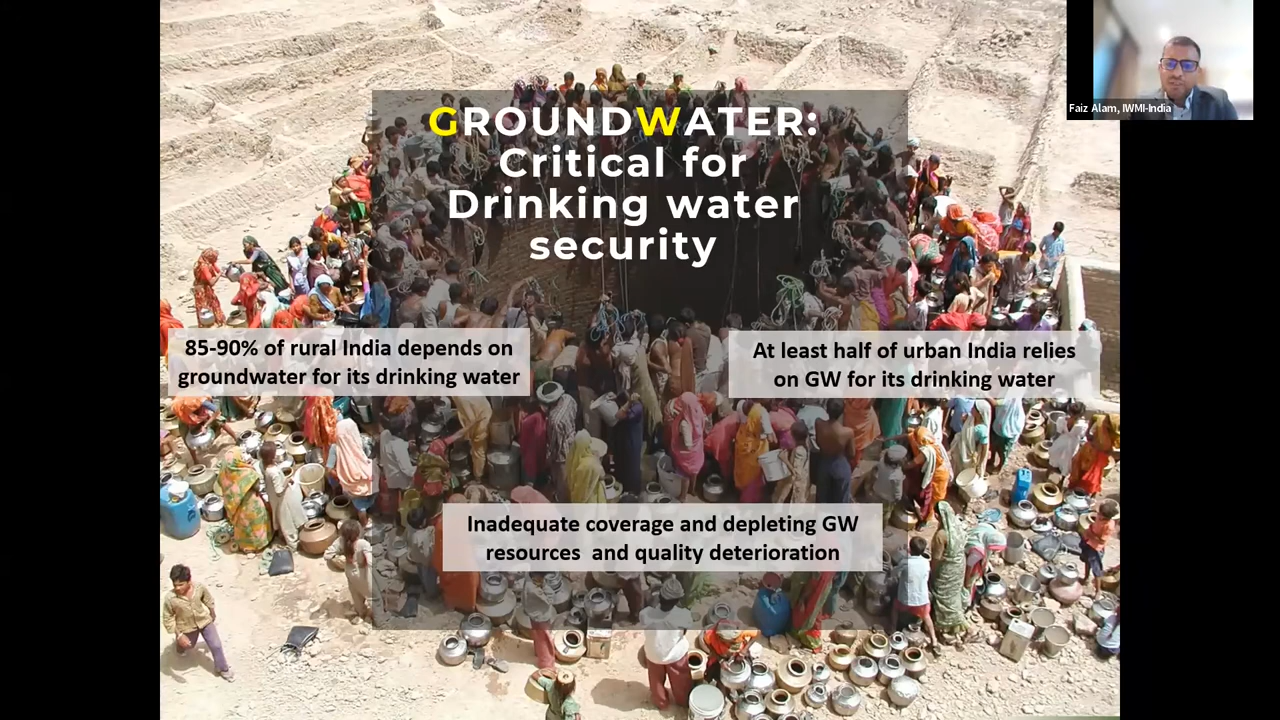 GROUNDWATER:
Critical for
Drinking water
security
Faiz Alam, IWMI-India
85-90% of rural India depends on
groundwater for its drinking water
At least half of urban India relies
on GW for its drinking water
Inadequate coverage and depleting GW
resources and quality deterioration